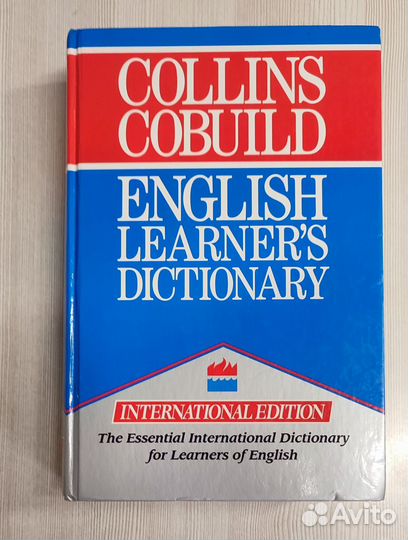 COLLINS
COBUILD
ENGLISH
LEARNER'S
DICTIONARY
INTERNATIONAL EDITION
The Essential International Dictionary
for Learners of English
Avito